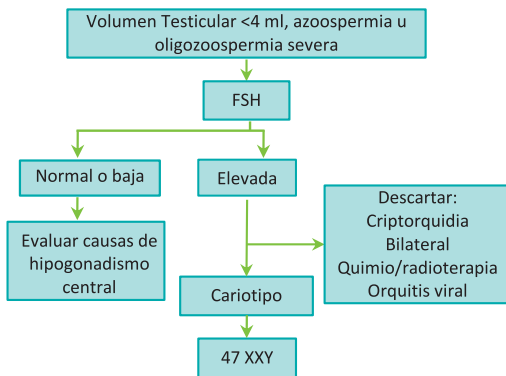 Volumen Testicular <4 ml, azoospermia u
oligozoospermia severa
FSH
Normal o baja
Elevada
Evaluar causas de
hipogonadismo
central
Descartar:
Criptorquidia
Bilateral
Quimio/radioterapia
Orquitis viral
Cariotipo
47 XXY